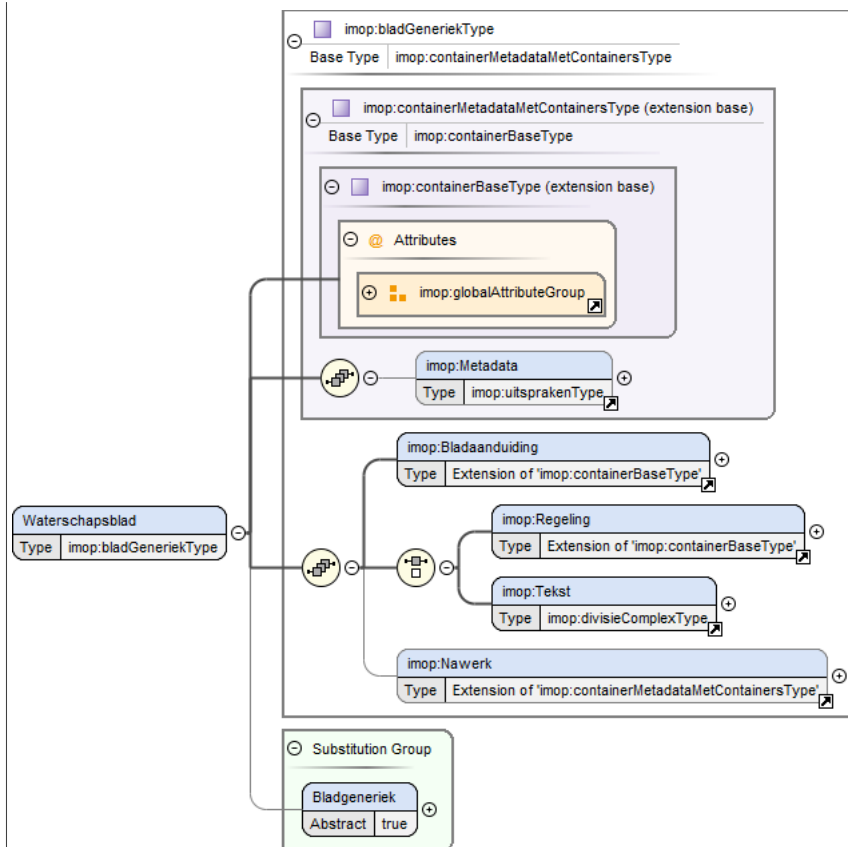 imop:bladGeneriekType
Base Type imop:containerMetadataMetContainersType
imop:containerMetadataMetContainersType (extension base)
Base Type imop:containerBaseType
imop:containerBaseType (extension base)
@ Attributes
imop:globalAttributeGroup
imop:Metadata
Type imop:uitsprakenType
imop:Bladaanduiding
Type Extension of 'imop:containerBaseType'
Waterschapsblad
Type imop:bladGeneriekType
imop:Regeling
Type Extension of 'imop:containerBaseType'
imop:Tekst
Type imop:divisieComplexType
imop:Nawerk
Type Extension of 'imop:containerMetadataMetContainersType'
Substitution Group
Bladgeneriek
Abstract true